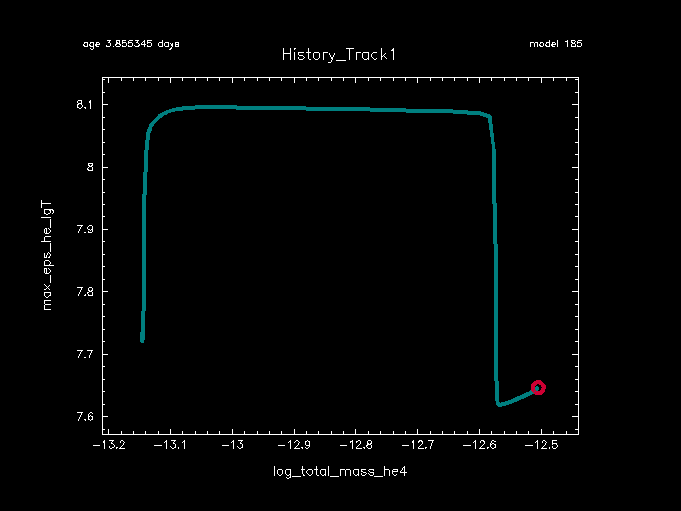 age 3.855345 days
model 185
History_Track1
8.1
8
7.9
7.8
7.7
7.6
max_eps_he_lgT
-13.2 -13.1 -13 -12.9 -12.8 -12.7 -12.6 -12.5
log_total_mass_he4